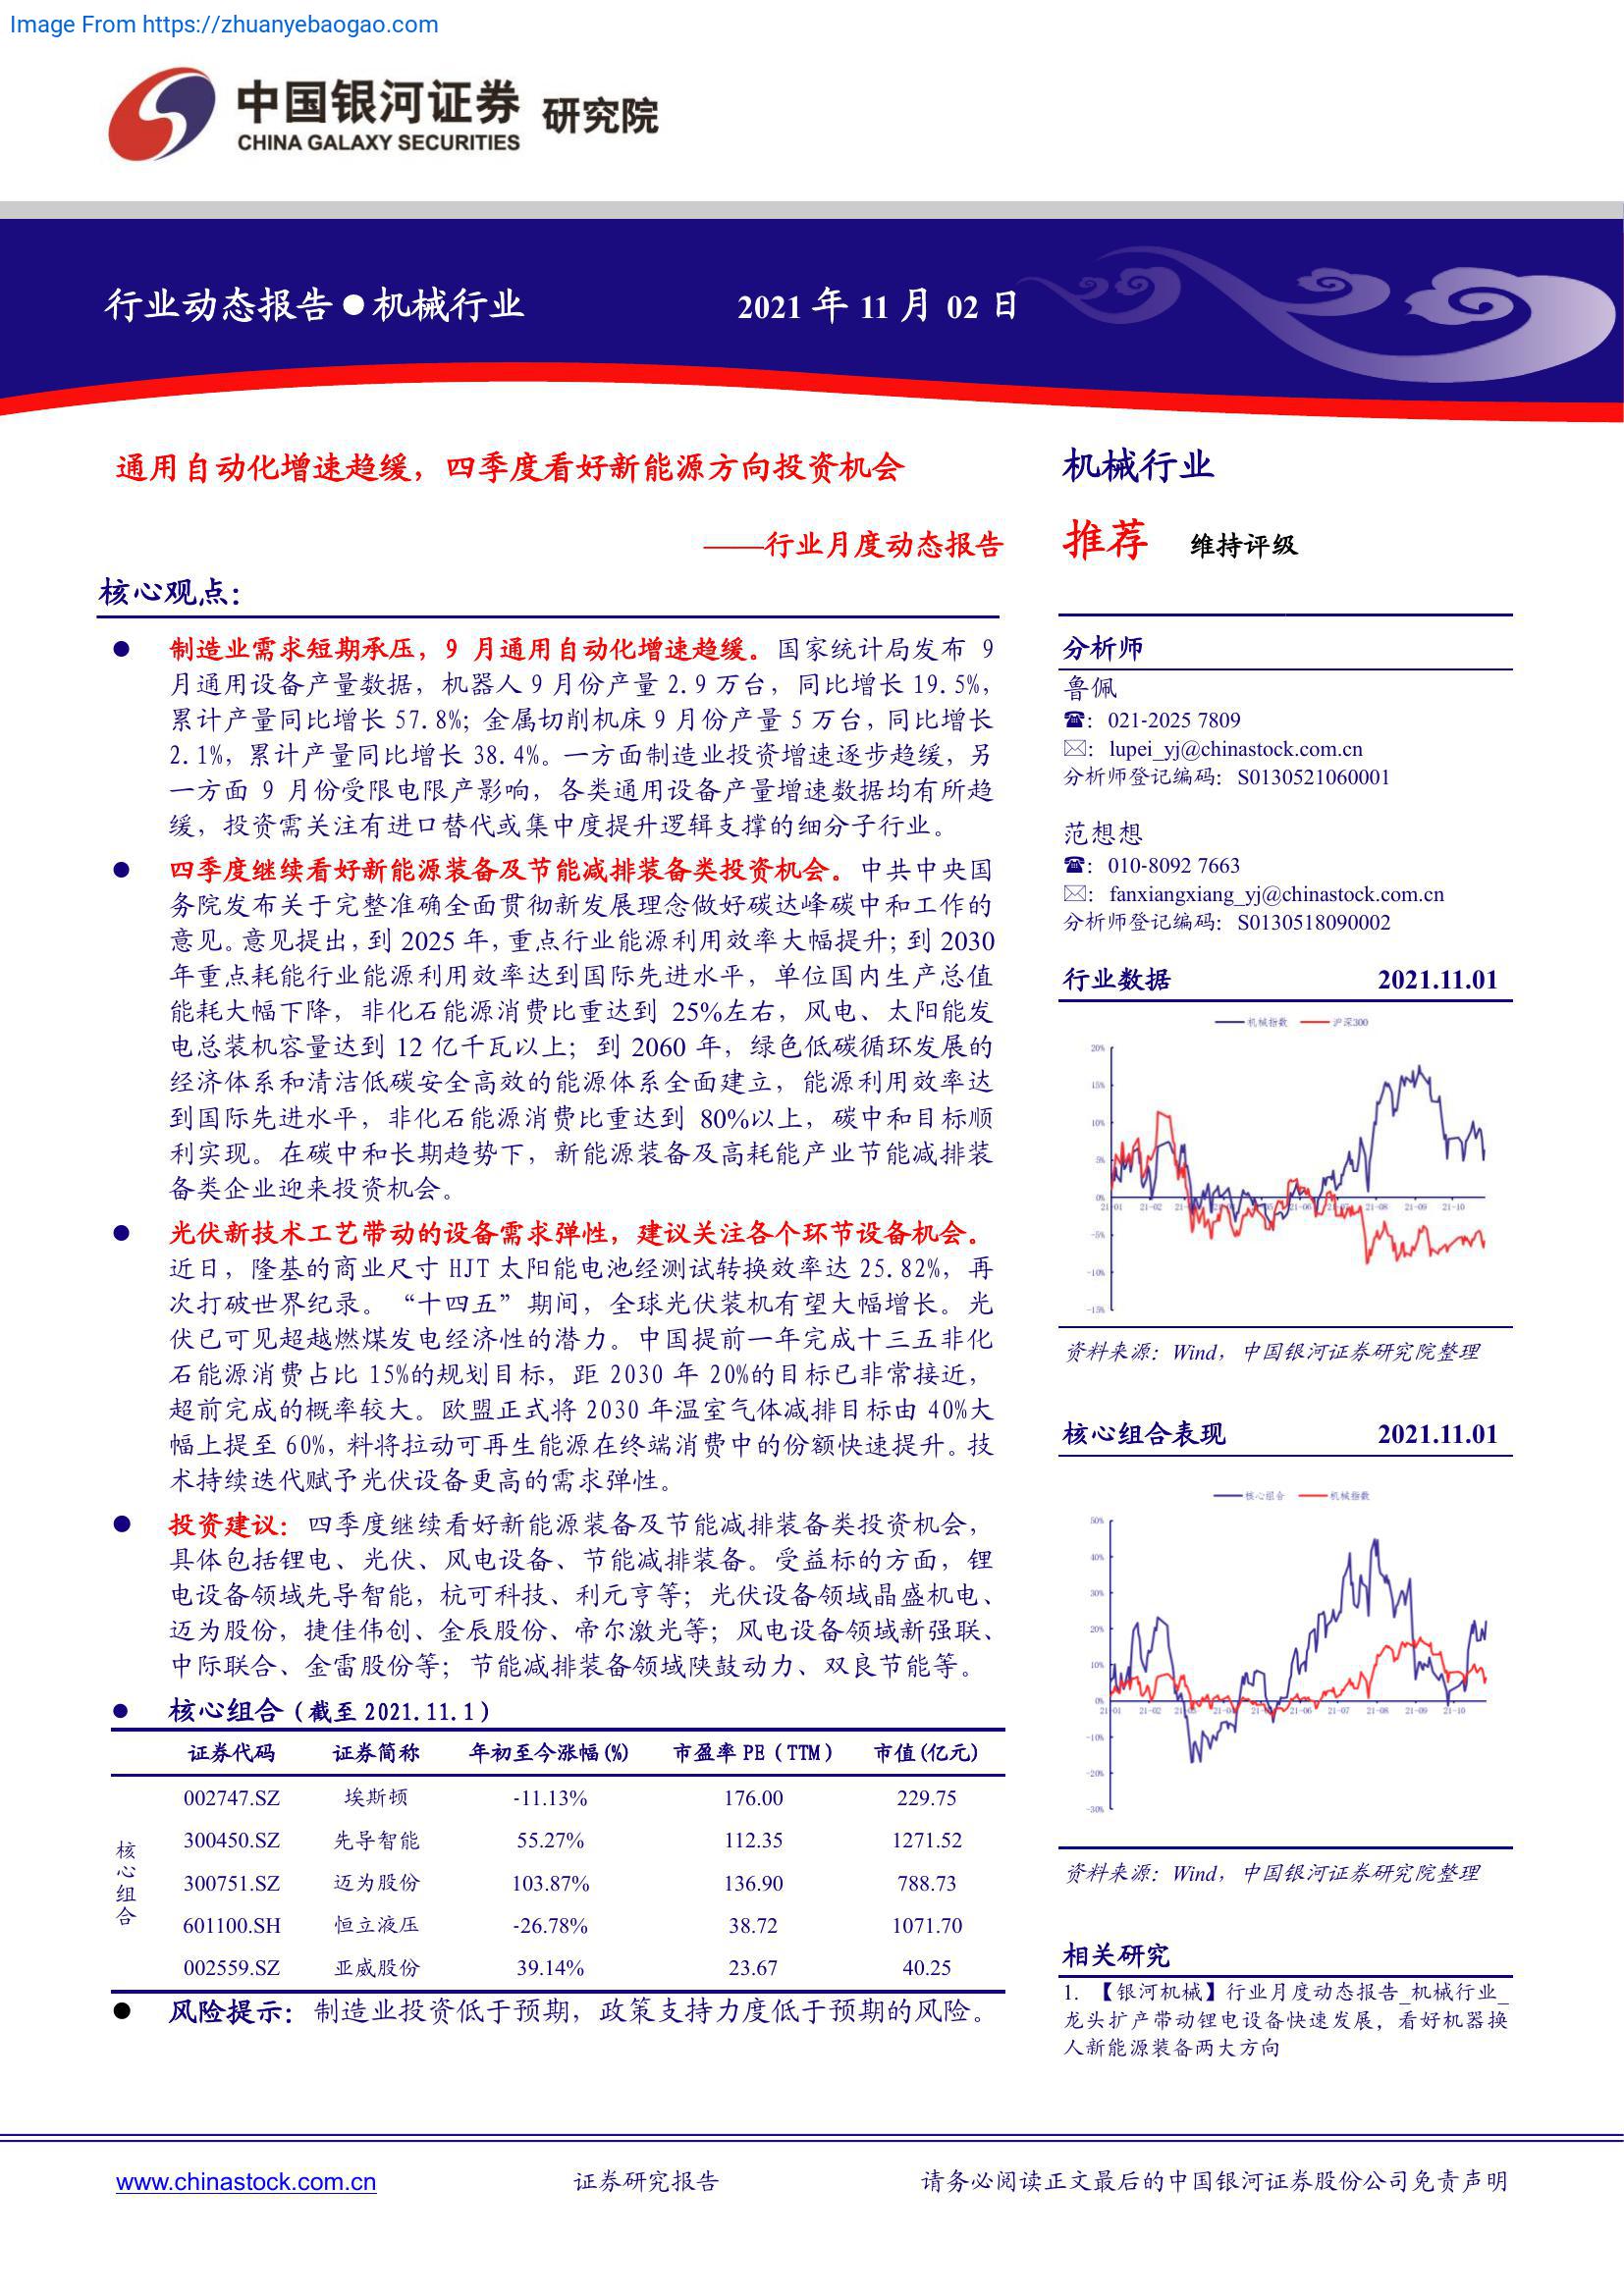 Image From https://zhuanyebaogao.com
中国银河证券 研究院
CHINA GALAXY SECURITIES
行业动态报告●机械行业 2021 年 11 月 02 日
通用自动化增速趋缓，四季度看好新能源方向投资机会
——行业月度动态报告
核心观点：
● 制造业需求短期承压，9 月通用自动化增速趋缓。国家统计局发布 9
月通用设备产量数据，机器人 9 月份产量 2.9 万台，同比增长 19.5%，
累计产量同比增长 57.8%；金属切削机床 9 月份产量 5 万台，同比增长
2.1%，累计产量同比增长 38.4%。一方面制造业投资增速逐步趋缓，另
一方面 9 月份受限电限产影响，各类通用设备产量增速数据均有所趋
缓，投资需关注有进口替代或集中度提升逻辑支撑的细分子行业。
● 四季度继续看好新能源装备及节能减排装备类投资机会。中共中央国
务院发布关于完整准确全面贯彻新发展理念做好碳达峰碳中和工作的
意见。意见提出，到 2025 年，重点行业能源利用效率大幅提升；到 2030
年重点耗能行业能源利用效率达到国际先进水平，单位国内生产总值
能耗大幅下降，非化石能源消费比重达到 25%左右，风电、太阳能发
电总装机容量达到 12 亿千瓦以上；到 2060 年，绿色低碳循环发展的
经济体系和清洁低碳安全高效的能源体系全面建立，能源利用效率达
到国际先进水平，非化石能源消费比重达到 80%以上，碳中和目标顺
利实现。在碳中和长期趋势下，新能源装备及高耗能产业节能减排装
备类企业迎来投资机会。
● 光伏新技术工艺带动的设备需求弹性，建议关注各个环节设备机会。
近日，隆基的商业尺寸 HJT 太阳能电池经测试转换效率达 25.82%，再
次打破世界纪录。“十四五”期间，全球光伏装机有望大幅增长。光
伏已可见超越燃煤发电经济性的潜力。中国提前一年完成十三五非化
石能源消费占比 15%的规划目标，距 2030 年 20%的目标已非常接近，
超前完成的概率较大。欧盟正式将 2030 年温室气体减排目标由 40%大
幅上提至 60%，料将拉动可再生能源在终端消费中的份额快速提升。技
术持续迭代赋予光伏设备更高的需求弹性。
● 投资建议：四季度继续看好新能源装备及节能减排装备类投资机会，
具体包括锂电、光伏、风电设备、节能减排装备。受益标的方面，锂
电设备领域先导智能，杭可科技、利元亨等；光伏设备领域晶盛机电、
迈为股份，捷佳伟创、金辰股份、帝尔激光等；风电设备领域新强联、
中际联合、金雷股份等；节能减排装备领域陕鼓动力、双良节能等。
● 核心组合（截至 2021.11.1）
证券代码 证券简称 年初至今涨幅(%) 市盈率 PE（TTM） 市值(亿元)
核心组合
002747.SZ 埃斯顿 -11.13% 176.00 229.75
300450.SZ 先导智能 55.27% 112.35 1271.52
300751.SZ 迈为股份 103.87% 136.90 788.73
601100.SH 恒立液压 -26.78% 38.72 1071.70
002559.SZ 亚威股份 39.14% 23.67 40.25
● 风险提示：制造业投资低于预期，政策支持力度低于预期的风险。
机械行业
推荐 维持评级
分析师
鲁佩
☎：021-2025 7809
✉：lupei_yj@chinastock.com.cn
分析师登记编码：S0130521060001
范想想
☎：010-8092 7663
✉：fanxiangxiang_yj@chinastock.com.cn
分析师登记编码：S0130518090002
行业数据 2021.11.01
机械指数 沪深300
20%
15%
10%
5%
0%
21-01 21-02 21-06 21-08 21-09 21-10
-5%
-10%
-15%
资料来源：Wind，中国银河证券研究院整理
核心组合表现 2021.11.01
核心组合 机械指数
50%
40%
30%
20%
10%
0%
21-01 21-02 21-06 21-07 21-08 21-09 21-10
-10%
-20%
-30%
资料来源：Wind，中国银河证券研究院整理
相关研究
1. 【银河机械】行业月度动态报告_机械行业_
龙头扩产带动锂电设备快速发展，看好机器换
人新能源装备两大方向
www.chinastock.com.cn 证券研究报告 请务必阅读正文最后的中国银河证券股份公司免责声明